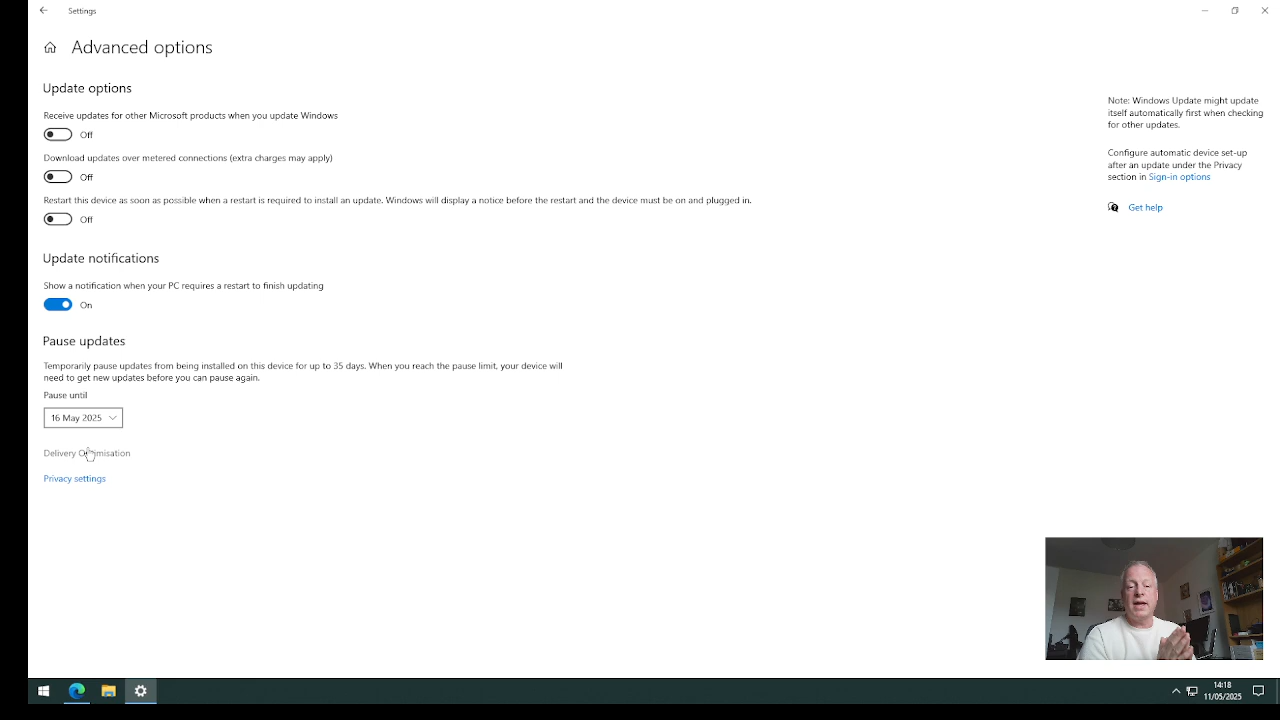 Settings
Advanced options
Update options
Receive updates for other Microsoft products when you update Windows
Off
Download updates over metered connections (extra charges may apply)
Off
Restart this device as soon as possible when a restart is required to install an update. Windows will display a notice before the restart and the device must be on and plugged in.
Off
Update notifications
Show a notification when your PC requires a restart to finish updating
On
Pause updates
Temporarily pause updates from being installed on this device for up to 35 days. When you reach the pause limit, your device will
need to get new updates before you can pause again.
Pause until
16 May 2025
Delivery Optimisation
Privacy settings
Note: Windows Update might update
itself automatically first when checking
for other updates.
Configure automatic device set-up
after an update under the Privacy
section in Sign-in options
Get help
14:18
11/05/2025